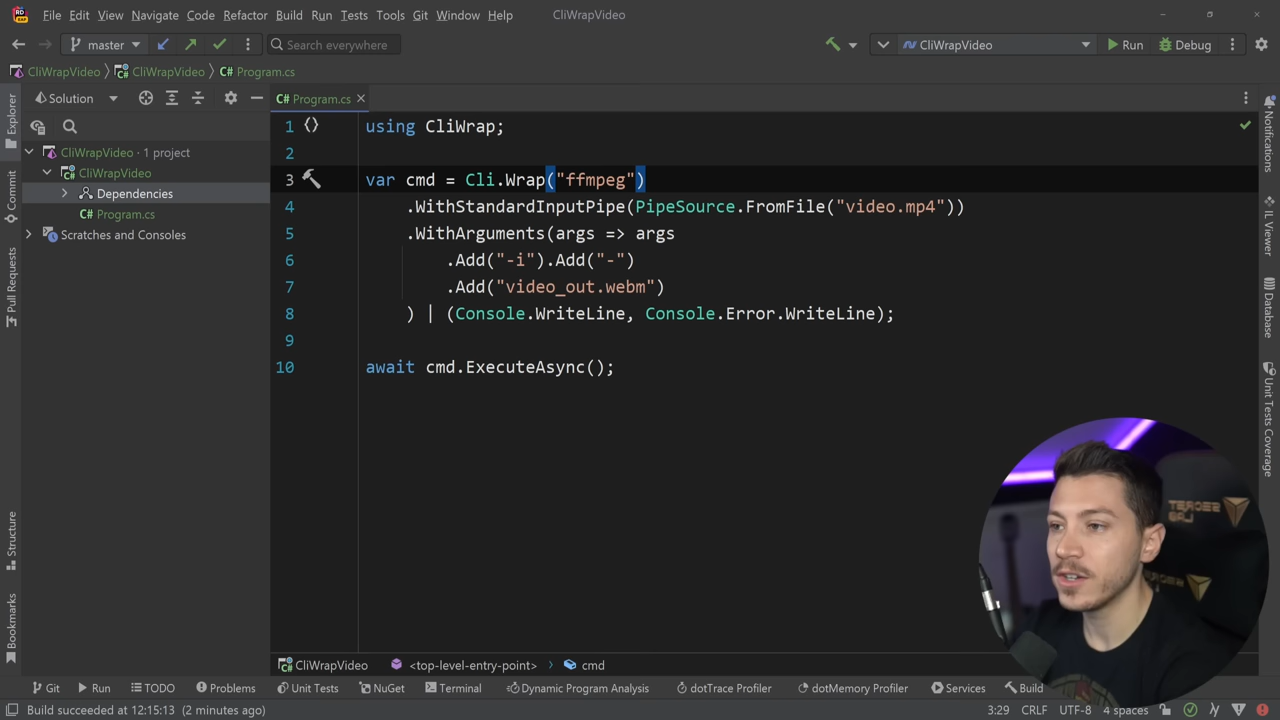 File Edit View Navigate Code Refactor Build Run Tests Tools Git Window Help CliWrapVideo
master Search everywhere CliWrapVideo Run Debug
CliWrapVideo CliWrapVideo C# Program.cs
Solution C# Program.cs
CliWrapVideo · 1 project
CliWrapVideo
Dependencies
C# Program.cs
Scratches and Consoles
Explorer
Commit
Pull Requests
Structure
Bookmarks
1 using CliWrap;
2
3 var cmd = Cli.Wrap("ffmpeg")
4 .WithStandardInputPipe(PipeSource.FromFile("video.mp4"))
5 .WithArguments(args => args
6 .Add("-i").Add("-")
7 .Add("video_out.webm")
8 ) | (Console.WriteLine, Console.Error.WriteLine);
9
10 await cmd.ExecuteAsync();
Notifications
IL Viewer
Database
Unit Tests Coverage
CliWrapVideo <top-level-entry-point> cmd
Git Run TODO Problems Unit Tests NuGet Terminal Dynamic Program Analysis dotTrace Profiler dotMemory Profiler Services Build
Build succeeded at 12:15:13 (2 minutes ago) 3:29 CRLF UTF-8 4 spaces